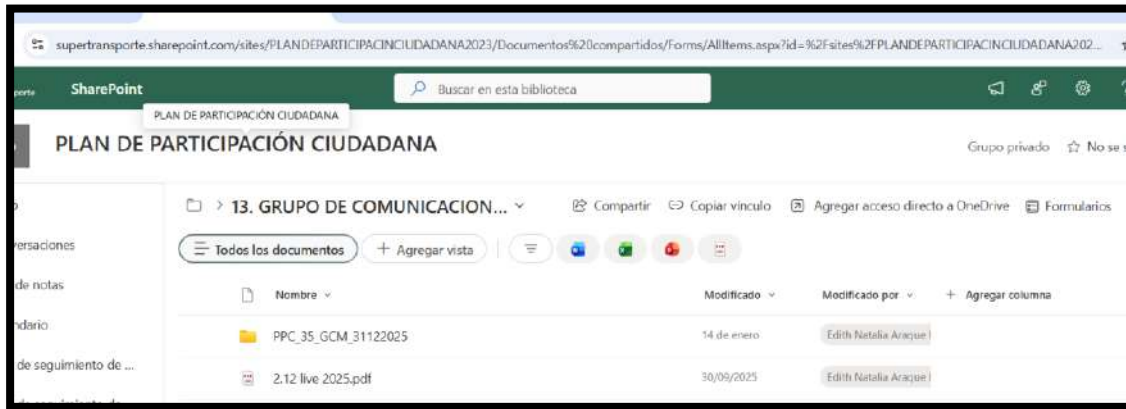 supertransporte.sharepoint.com/sites/PLANDEPARTICIPACINCIUDADANA2023/Documentos%20compartidos/Forms/AllItems.aspx?id=%2Fsites%2FPLANDEPARTICIPACINCIUDADANA202...
porte SharePoint Buscar en esta biblioteca
PLAN DE PARTICIPACIÓN CIUDADANA
PLAN DE PARTICIPACIÓN CIUDADANA Grupo privado No se s
> 13. GRUPO DE COMUNICACION... Compartir Copiar vínculo Agregar acceso directo a OneDrive Formularios
versaciones Todos los documentos + Agregar vista
de notas Nombre Modificado Modificado por + Agregar columna
ndario PPC_35_GCM_31122025 14 de enero Edith Natalia Araque
de seguimiento de ... 2.12 live 2025.pdf 30/09/2025 Edith Natalia Araque